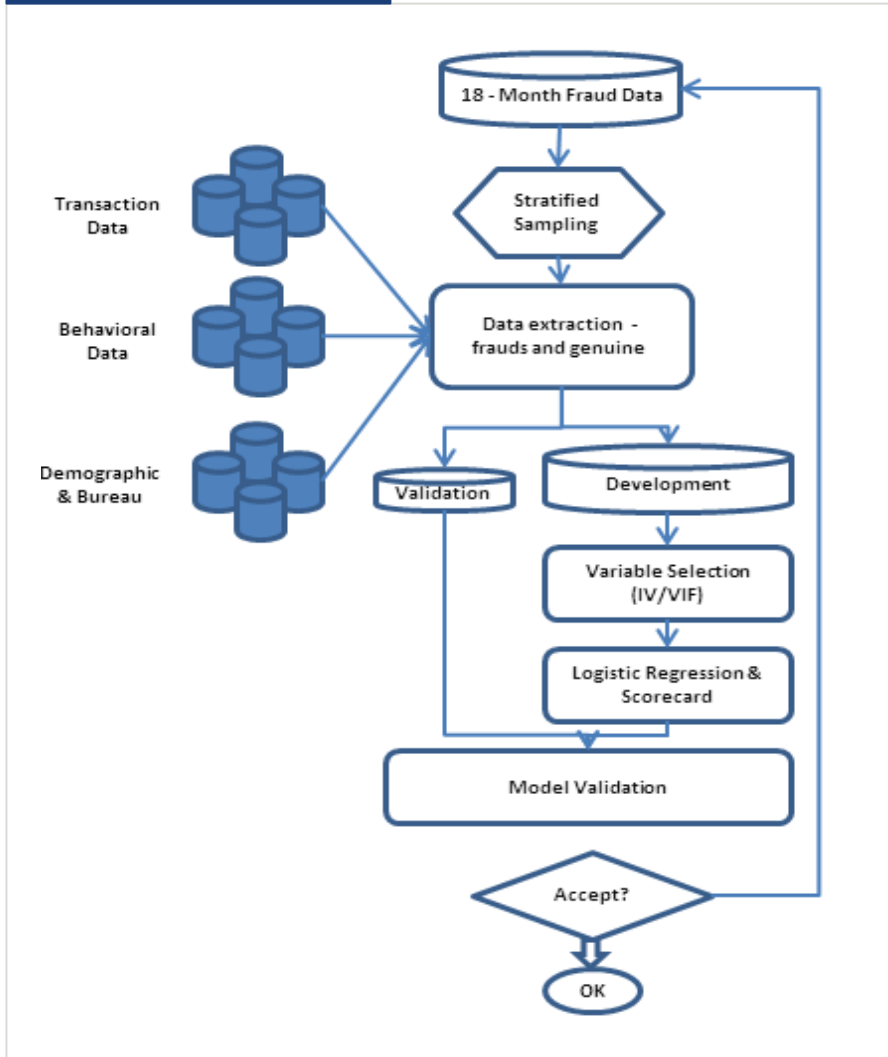 18 - Month Fraud Data
Stratified
Sampling
Transaction
Data
Data extraction -
frauds and genuine
Behavioral
Data
Demographic
& Bureau
Validation
Development
Variable Selection
(IV/VIF)
Logistic Regression &
Scorecard
Model Validation
Accept?
OK